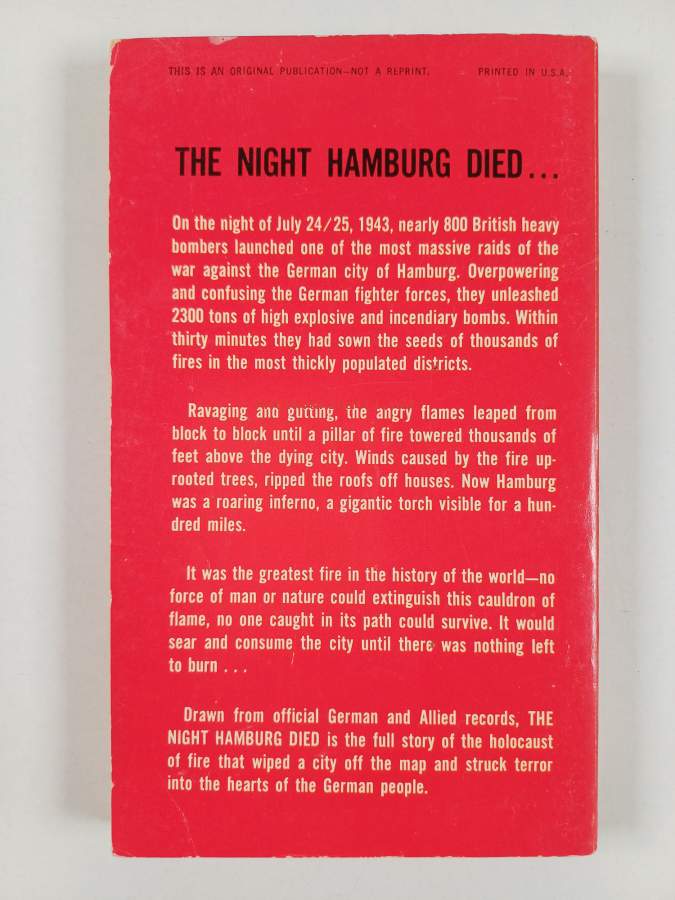 THIS IS AN ORIGINAL PUBLICATION—NOT A REPRINT. PRINTED IN U.S.A.
THE NIGHT HAMBURG DIED...
On the night of July 24/25, 1943, nearly 800 British heavy
bombers launched one of the most massive raids of the
war against the German city of Hamburg. Overpowering
and confusing the German fighter forces, they unleashed
2300 tons of high explosive and incendiary bombs. Within
thirty minutes they had sown the seeds of thousands of
fires in the most thickly populated districts.
Ravaging and gutting, the angry flames leaped from
block to block until a pillar of fire towered thousands of
feet above the dying city. Winds caused by the fire up-
rooted trees, ripped the roofs off houses. Now Hamburg
was a roaring inferno, a gigantic torch visible for a hun-
dred miles.
It was the greatest fire in the history of the world—no
force of man or nature could extinguish this cauldron of
flame, no one caught in its path could survive. It would
sear and consume the city until there was nothing left
to burn . . .
Drawn from official German and Allied records, THE
NIGHT HAMBURG DIED is the full story of the holocaust
of fire that wiped a city off the map and struck terror
into the hearts of the German people.